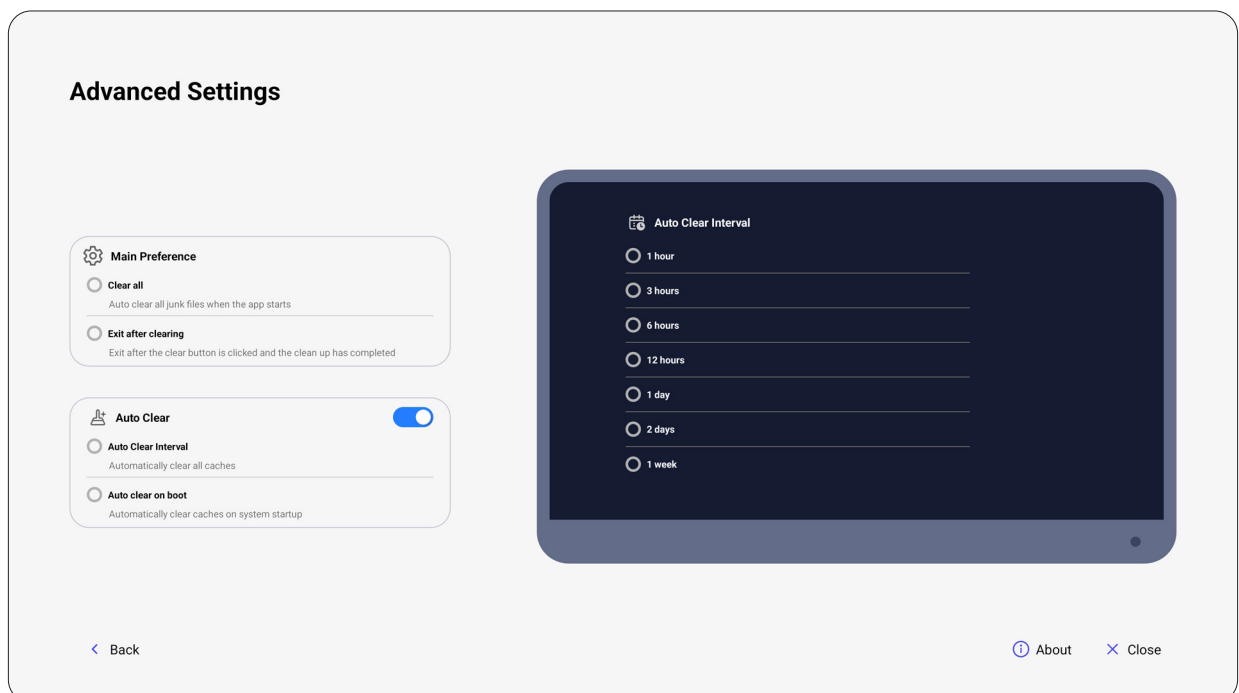 Advanced Settings
Main Preference
Clear all
Auto clear all junk files when the app starts
Exit after clearing
Exit after the clear button is clicked and the clean up has completed
Auto Clear
Auto Clear Interval
Automatically clear all caches
Auto clear on boot
Automatically clear caches on system startup
Auto Clear Interval
1 hour
3 hours
6 hours
12 hours
1 day
2 days
1 week
Back
About
Close